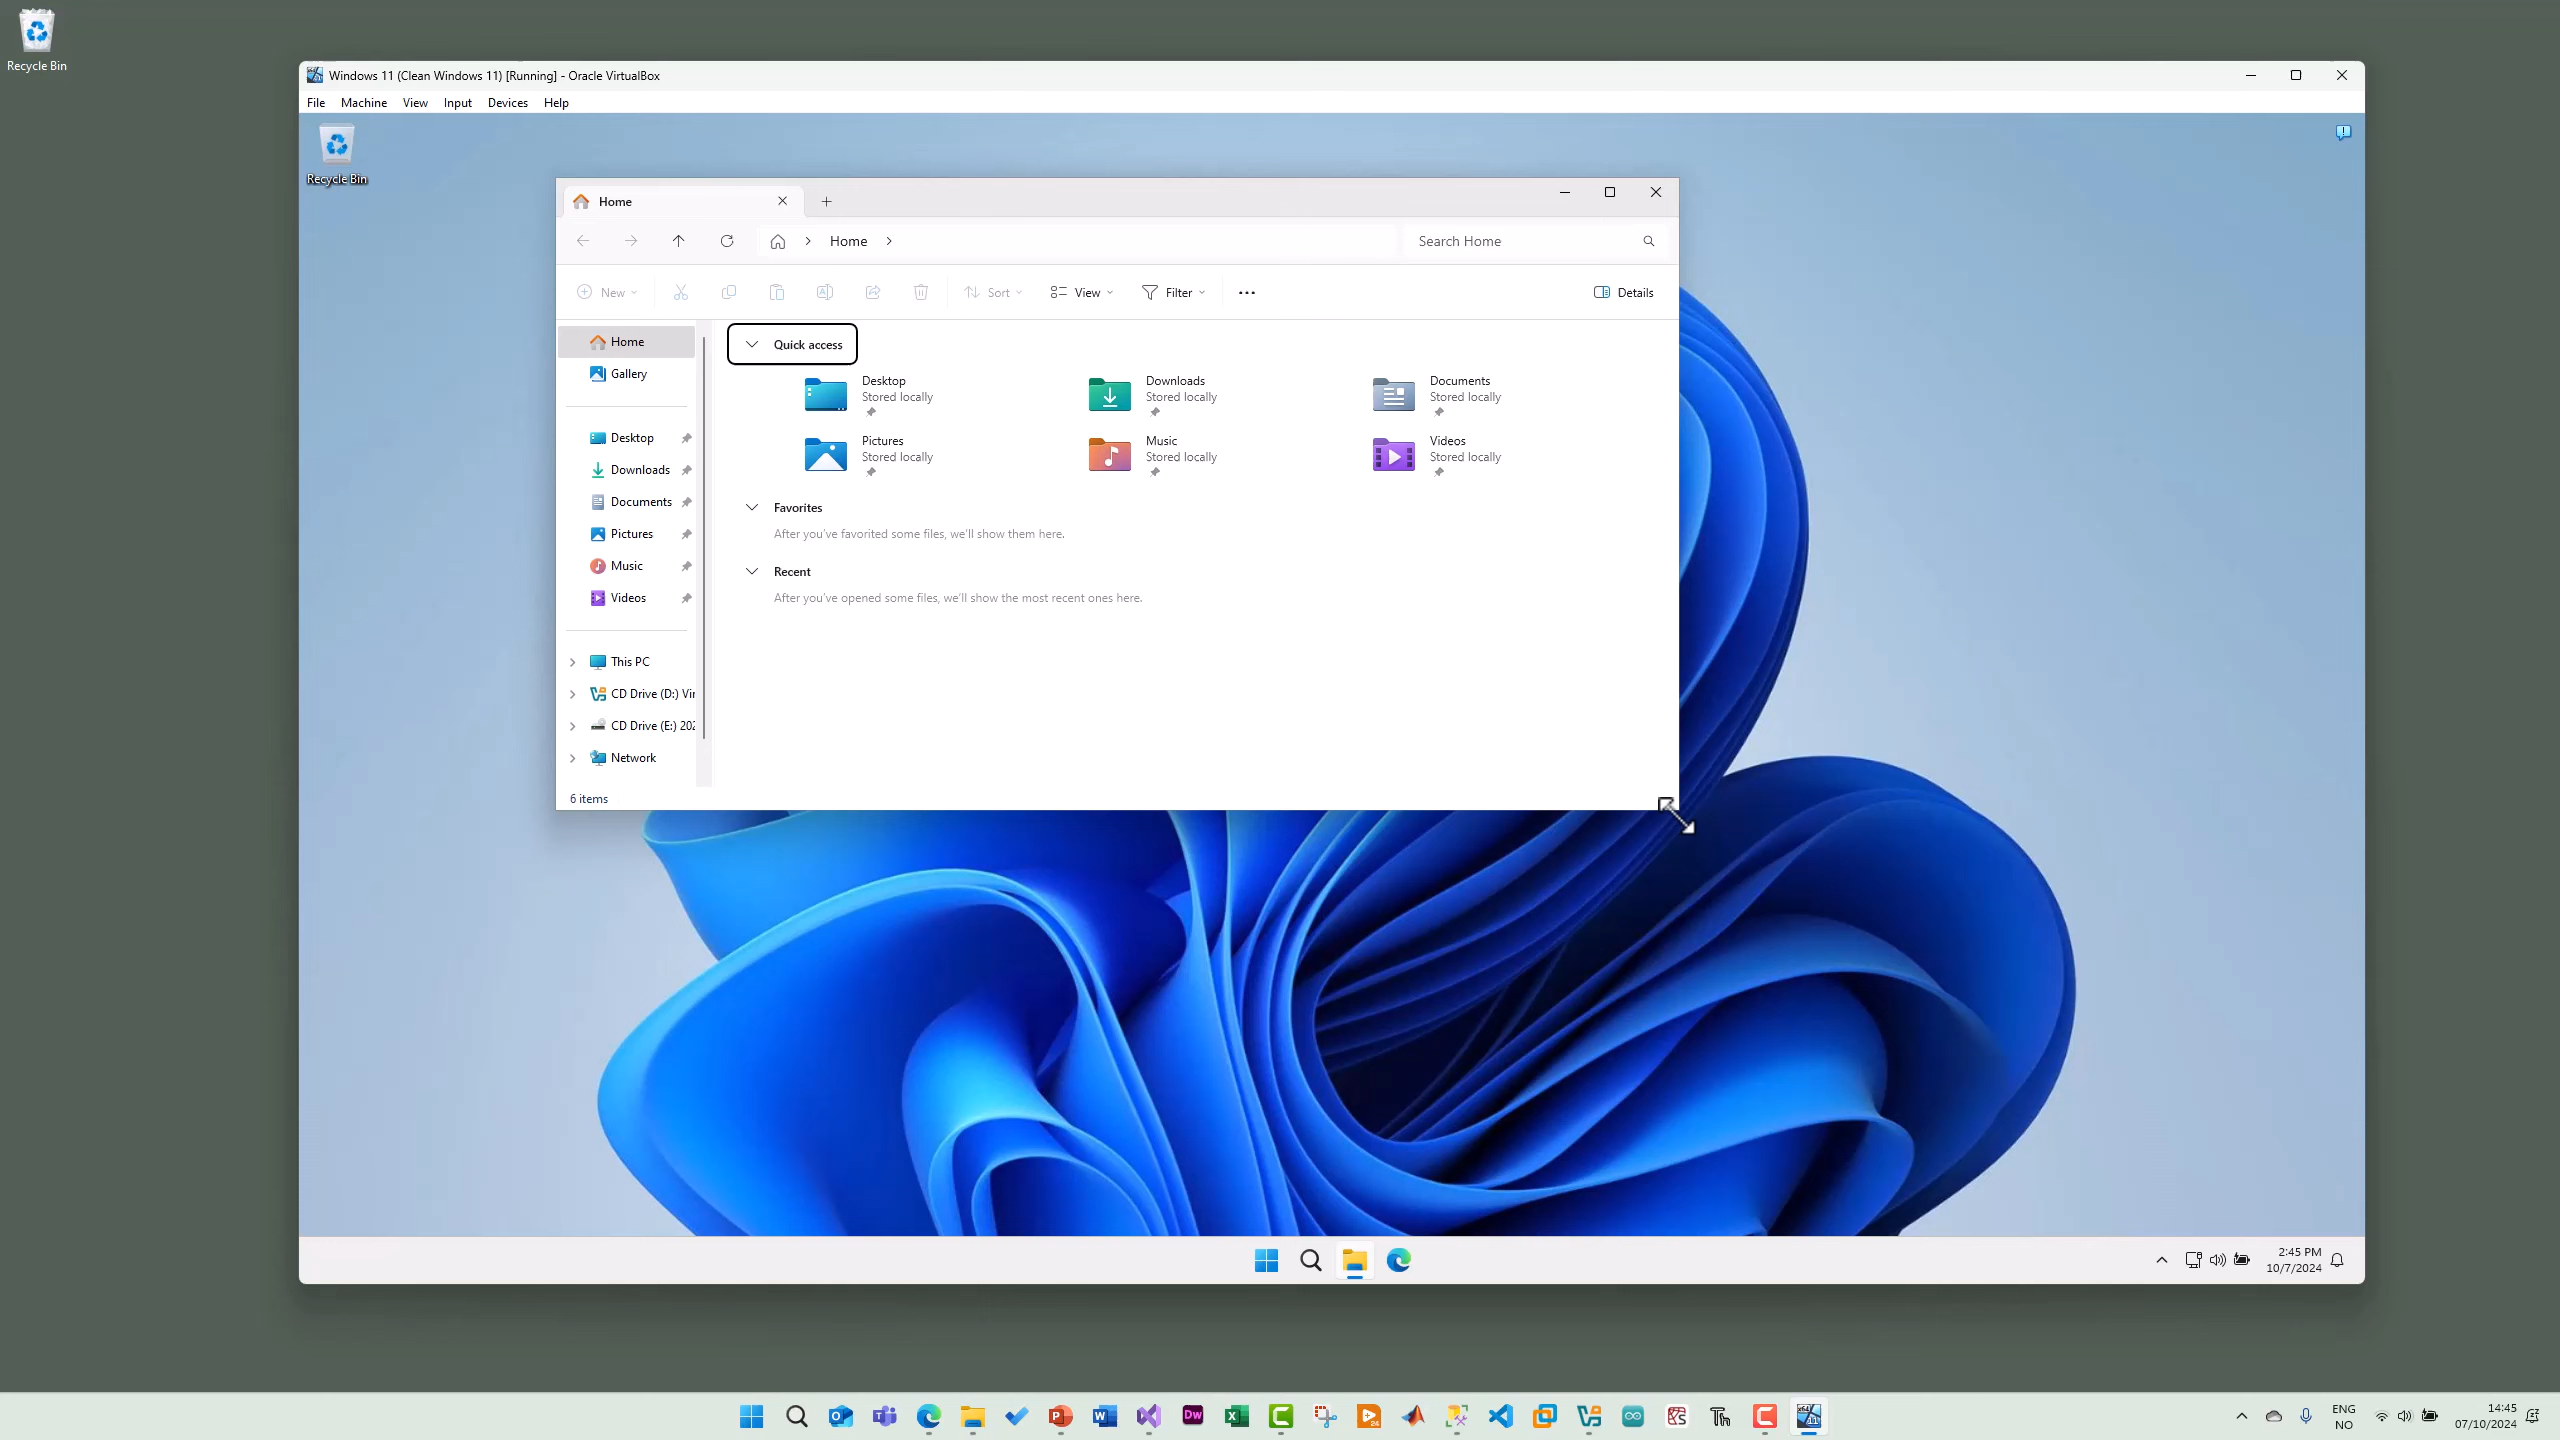 Recycle Bin
Windows 11 (Clean Windows 11) [Running] - Oracle VirtualBox
File Machine View Input Devices Help
Recycle Bin
Home
Home
Search Home
New
Sort
View
Filter
Details
Home
Gallery
Desktop
Downloads
Documents
Pictures
Music
Videos
This PC
CD Drive (D:) Vir
CD Drive (E:) 202
Network
6 items
Quick access
Desktop
Stored locally
Downloads
Stored locally
Documents
Stored locally
Pictures
Stored locally
Music
Stored locally
Videos
Stored locally
Favorites
After you've favorited some files, we'll show them here.
Recent
After you've opened some files, we'll show the most recent ones here.
2:45 PM
10/7/2024
ENG
NO
14:45
07/10/2024